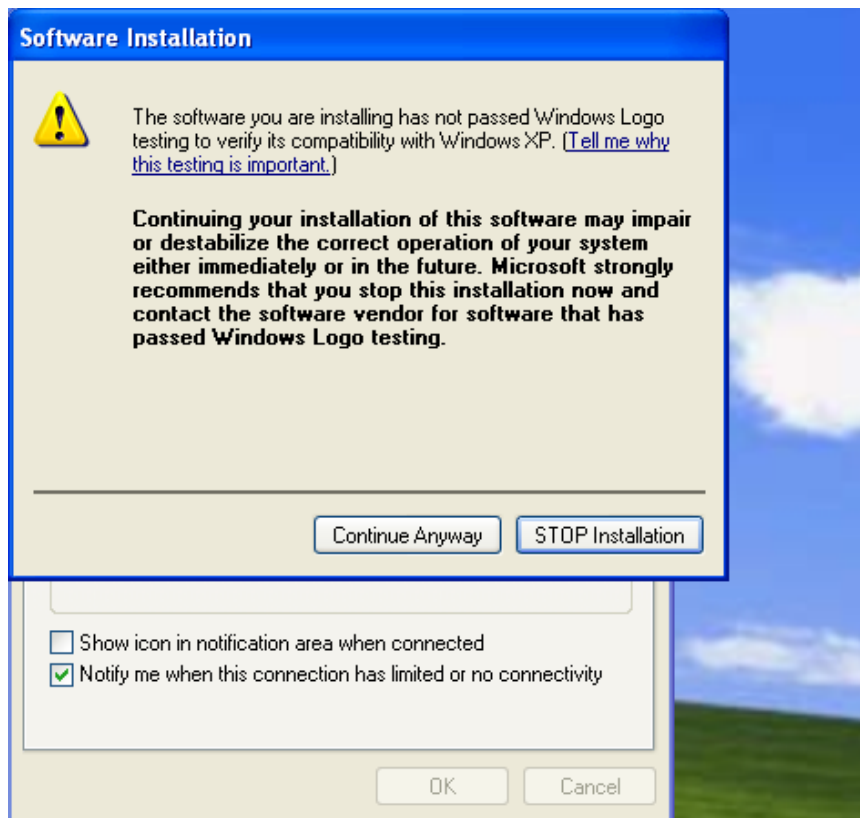 Software Installation
The software you are installing has not passed Windows Logo
testing to verify its compatibility with Windows XP. (Tell me why
this testing is important.)
Continuing your installation of this software may impair
or destabilize the correct operation of your system
either immediately or in the future. Microsoft strongly
recommends that you stop this installation now and
contact the software vendor for software that has
passed Windows Logo testing.
Continue Anyway
STOP Installation
Show icon in notification area when connected
Notify me when this connection has limited or no connectivity
OK
Cancel